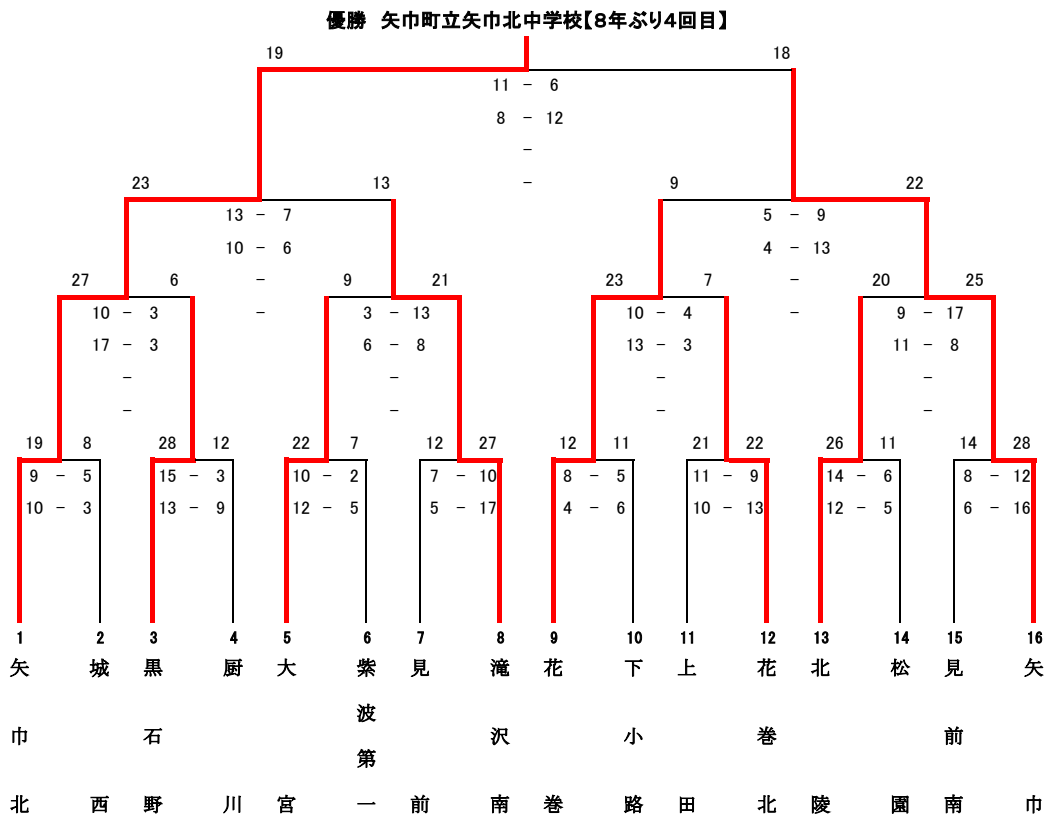 優勝　矢巾町立矢巾北中学校【８年ぶり４回目】
19 18
11 － 6
8 － 12
－
－
23 13 9 22
13 － 7 5 － 9
10 － 6 4 － 13
－ －
－ －
27 6 9 21 23 7 20 25
10 － 3 3 － 13 10 － 4 9 － 17
17 － 3 6 － 8 13 － 3 11 － 8
－ － － －
－ － － －
19 8 28 12 22 7 12 27 12 11 21 22 26 11 14 28
9 － 5 15 － 3 10 － 2 7 － 10 8 － 5 11 － 9 14 － 6 8 － 12
10 － 3 13 － 9 12 － 5 5 － 17 4 － 6 10 － 13 12 － 5 6 － 16
1 2 3 4 5 6 7 8 9 10 11 12 13 14 15 16
矢巾北
城西
黒石野
厨川
大宮
紫波第一
見前
滝沢南
花巻
下小路
上田
花巻北
北陵
松園
見前南
矢巾